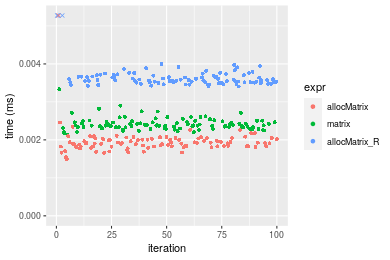 0.004
0.002
0.000
time (ms)
0
25
50
75
100
iteration
expr
allocMatrix
matrix
allocMatrix_R